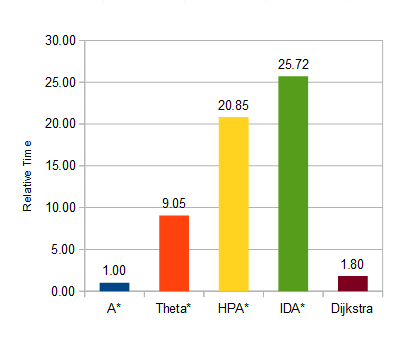 30.00
25.00
20.00
15.00
10.00
5.00
0.00
Relative Time
1.00
9.05
20.85
25.72
1.80
A*
Theta*
HPA*
IDA*
Dijkstra